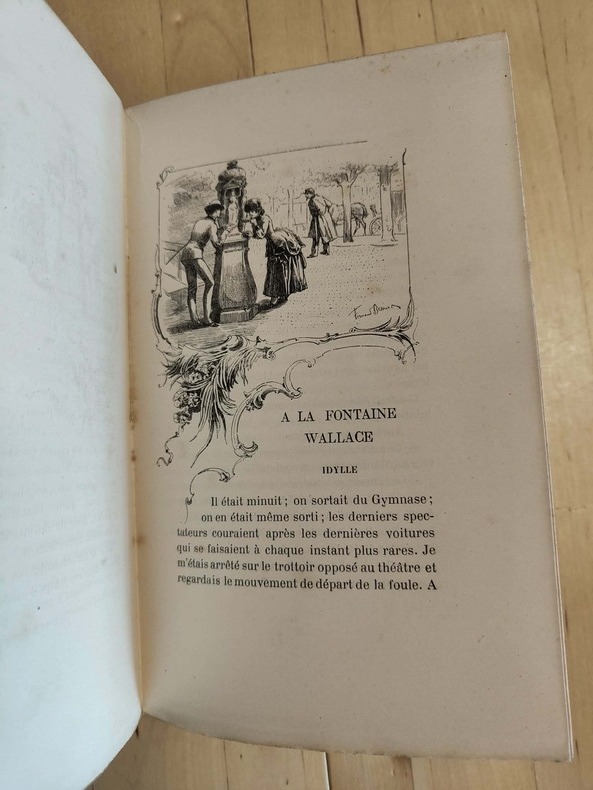 A LA FONTAINE
WALLACE
IDYLLE
Il était minuit ; on sortait du Gymnase ;
on en était même sorti ; les derniers spec-
tateurs couraient après les dernières voitures
qui se faisaient à chaque instant plus rares. Je
m'étais arrêté sur le trottoir opposé au théâtre et
regardais le mouvement de départ de la foule. A